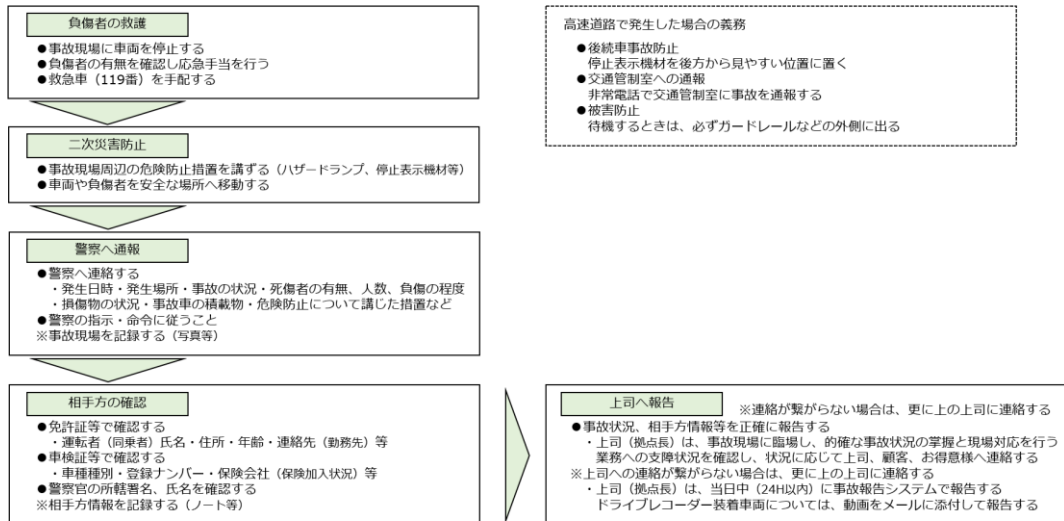 負傷者の救護
●事故現場に車両を停止する
●負傷者の有無を確認し応急手当を行う
●救急車（119番）を手配する
二次災害防止
●事故現場周辺の危険防止措置を講ずる（ハザードランプ、停止表示機材等）
●車両や負傷者を安全な場所へ移動する
警察へ通報
●警察へ連絡する
・発生日時・発生場所・事故の状況・死傷者の有無、人数、負傷の程度
・損傷物の状況・事故車の積載物・危険防止について講じた措置など
●警察の指示・命令に従うこと
※事故現場を記録する（写真等）
相手方の確認
●免許証等で確認する
・運転者（同乗者）氏名・住所・年齢・連絡先（勤務先）等
●車検証等で確認する
・車種種別・登録ナンバー・保険会社（保険加入状況）等
●警察官の所轄署名、氏名を確認する
※相手方情報を記録する（ノート等）
高速道路で発生した場合の義務
●後続車事故防止
停止表示機材を後方から見やすい位置に置く
●交通管制室への通報
非常電話で交通管制室に事故を通報する
●被害防止
待機するときは、必ずガードレールなどの外側に出る
上司へ報告
※連絡が繋がらない場合は、更に上の上司に連絡する
●事故状況、相手方情報等を正確に報告する
・上司（拠点長）は、事故現場に臨場し、的確な事故状況の掌握と現場対応を行う
業務への支障状況を確認し、状況に応じて上司、顧客、お得意様へ連絡する
※上司への連絡が繋がらない場合は、更に上の上司に連絡する
・上司（拠点長）は、当日中（24H以内）に事故報告システムで報告する
ドライブレコーダー装着車両については、動画をメールに添付して報告する